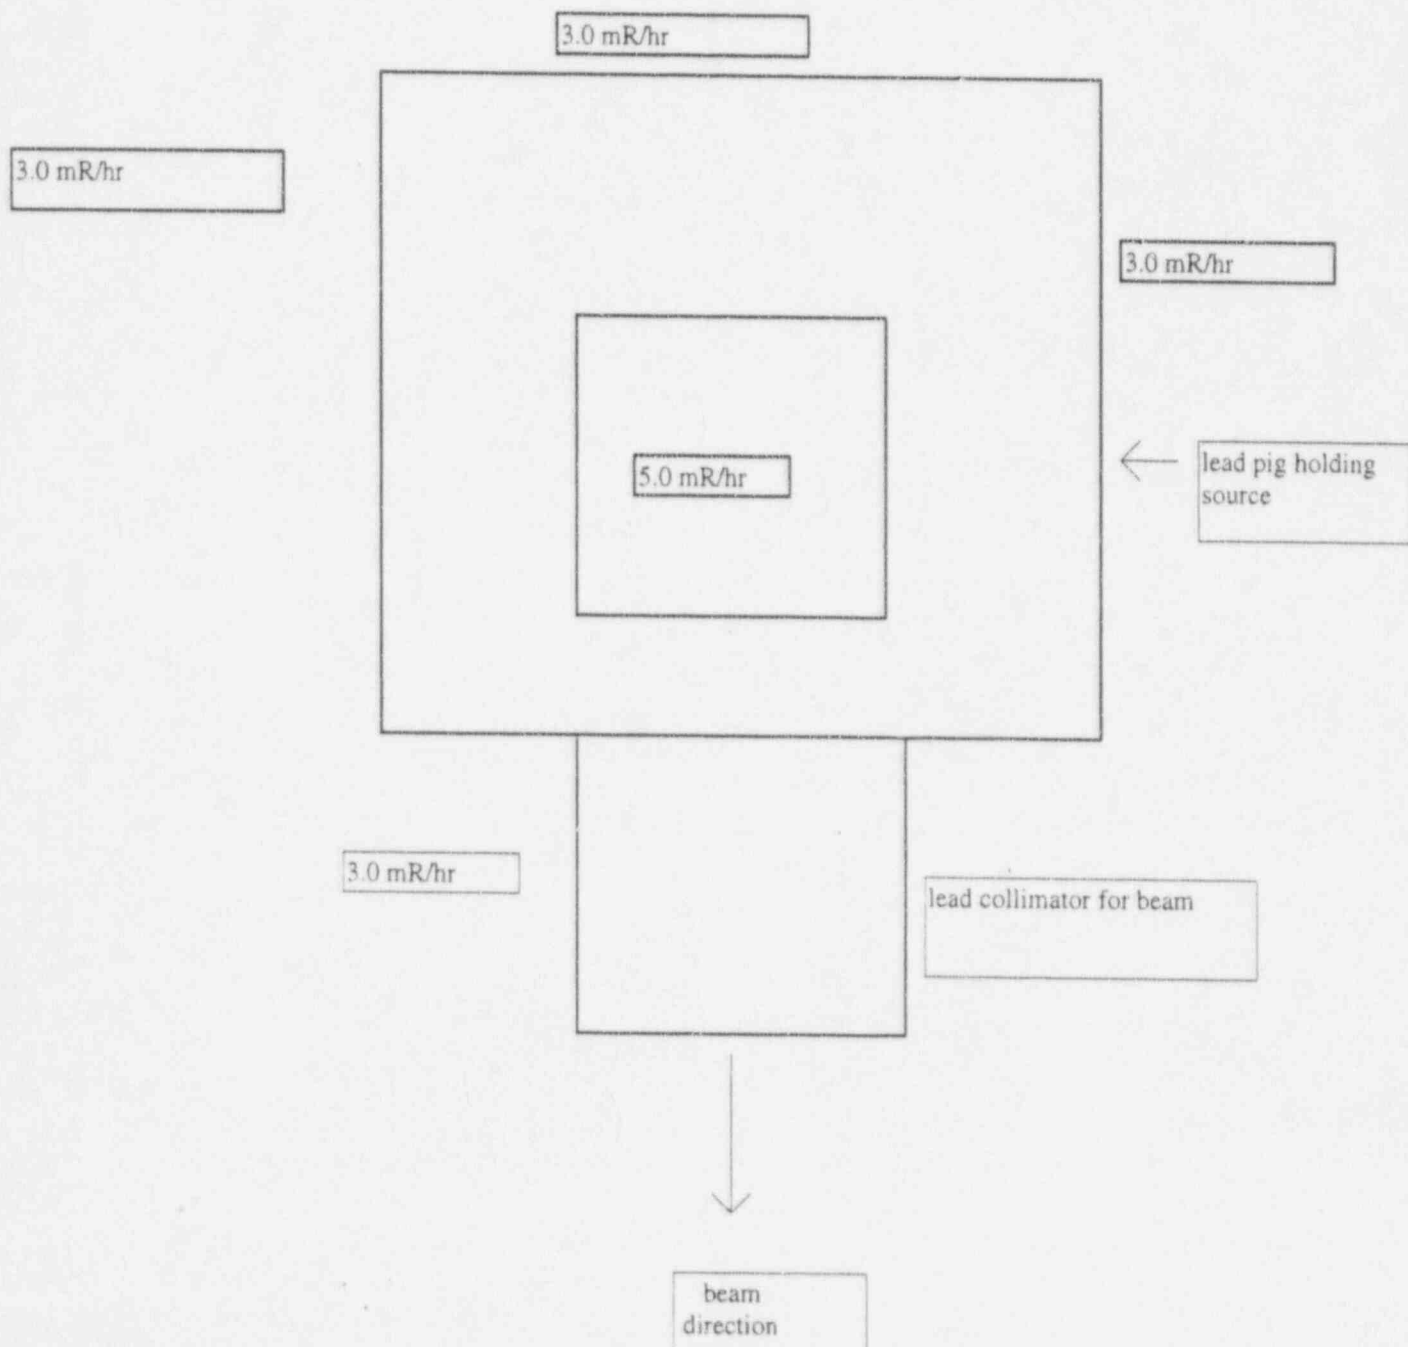 3.0 mR/hr
3.0 mR/hr
3.0 mR/hr
5.0 mR/hr
lead pig holding
source
3.0 mR/hr
lead collimator for beam
beam
direction